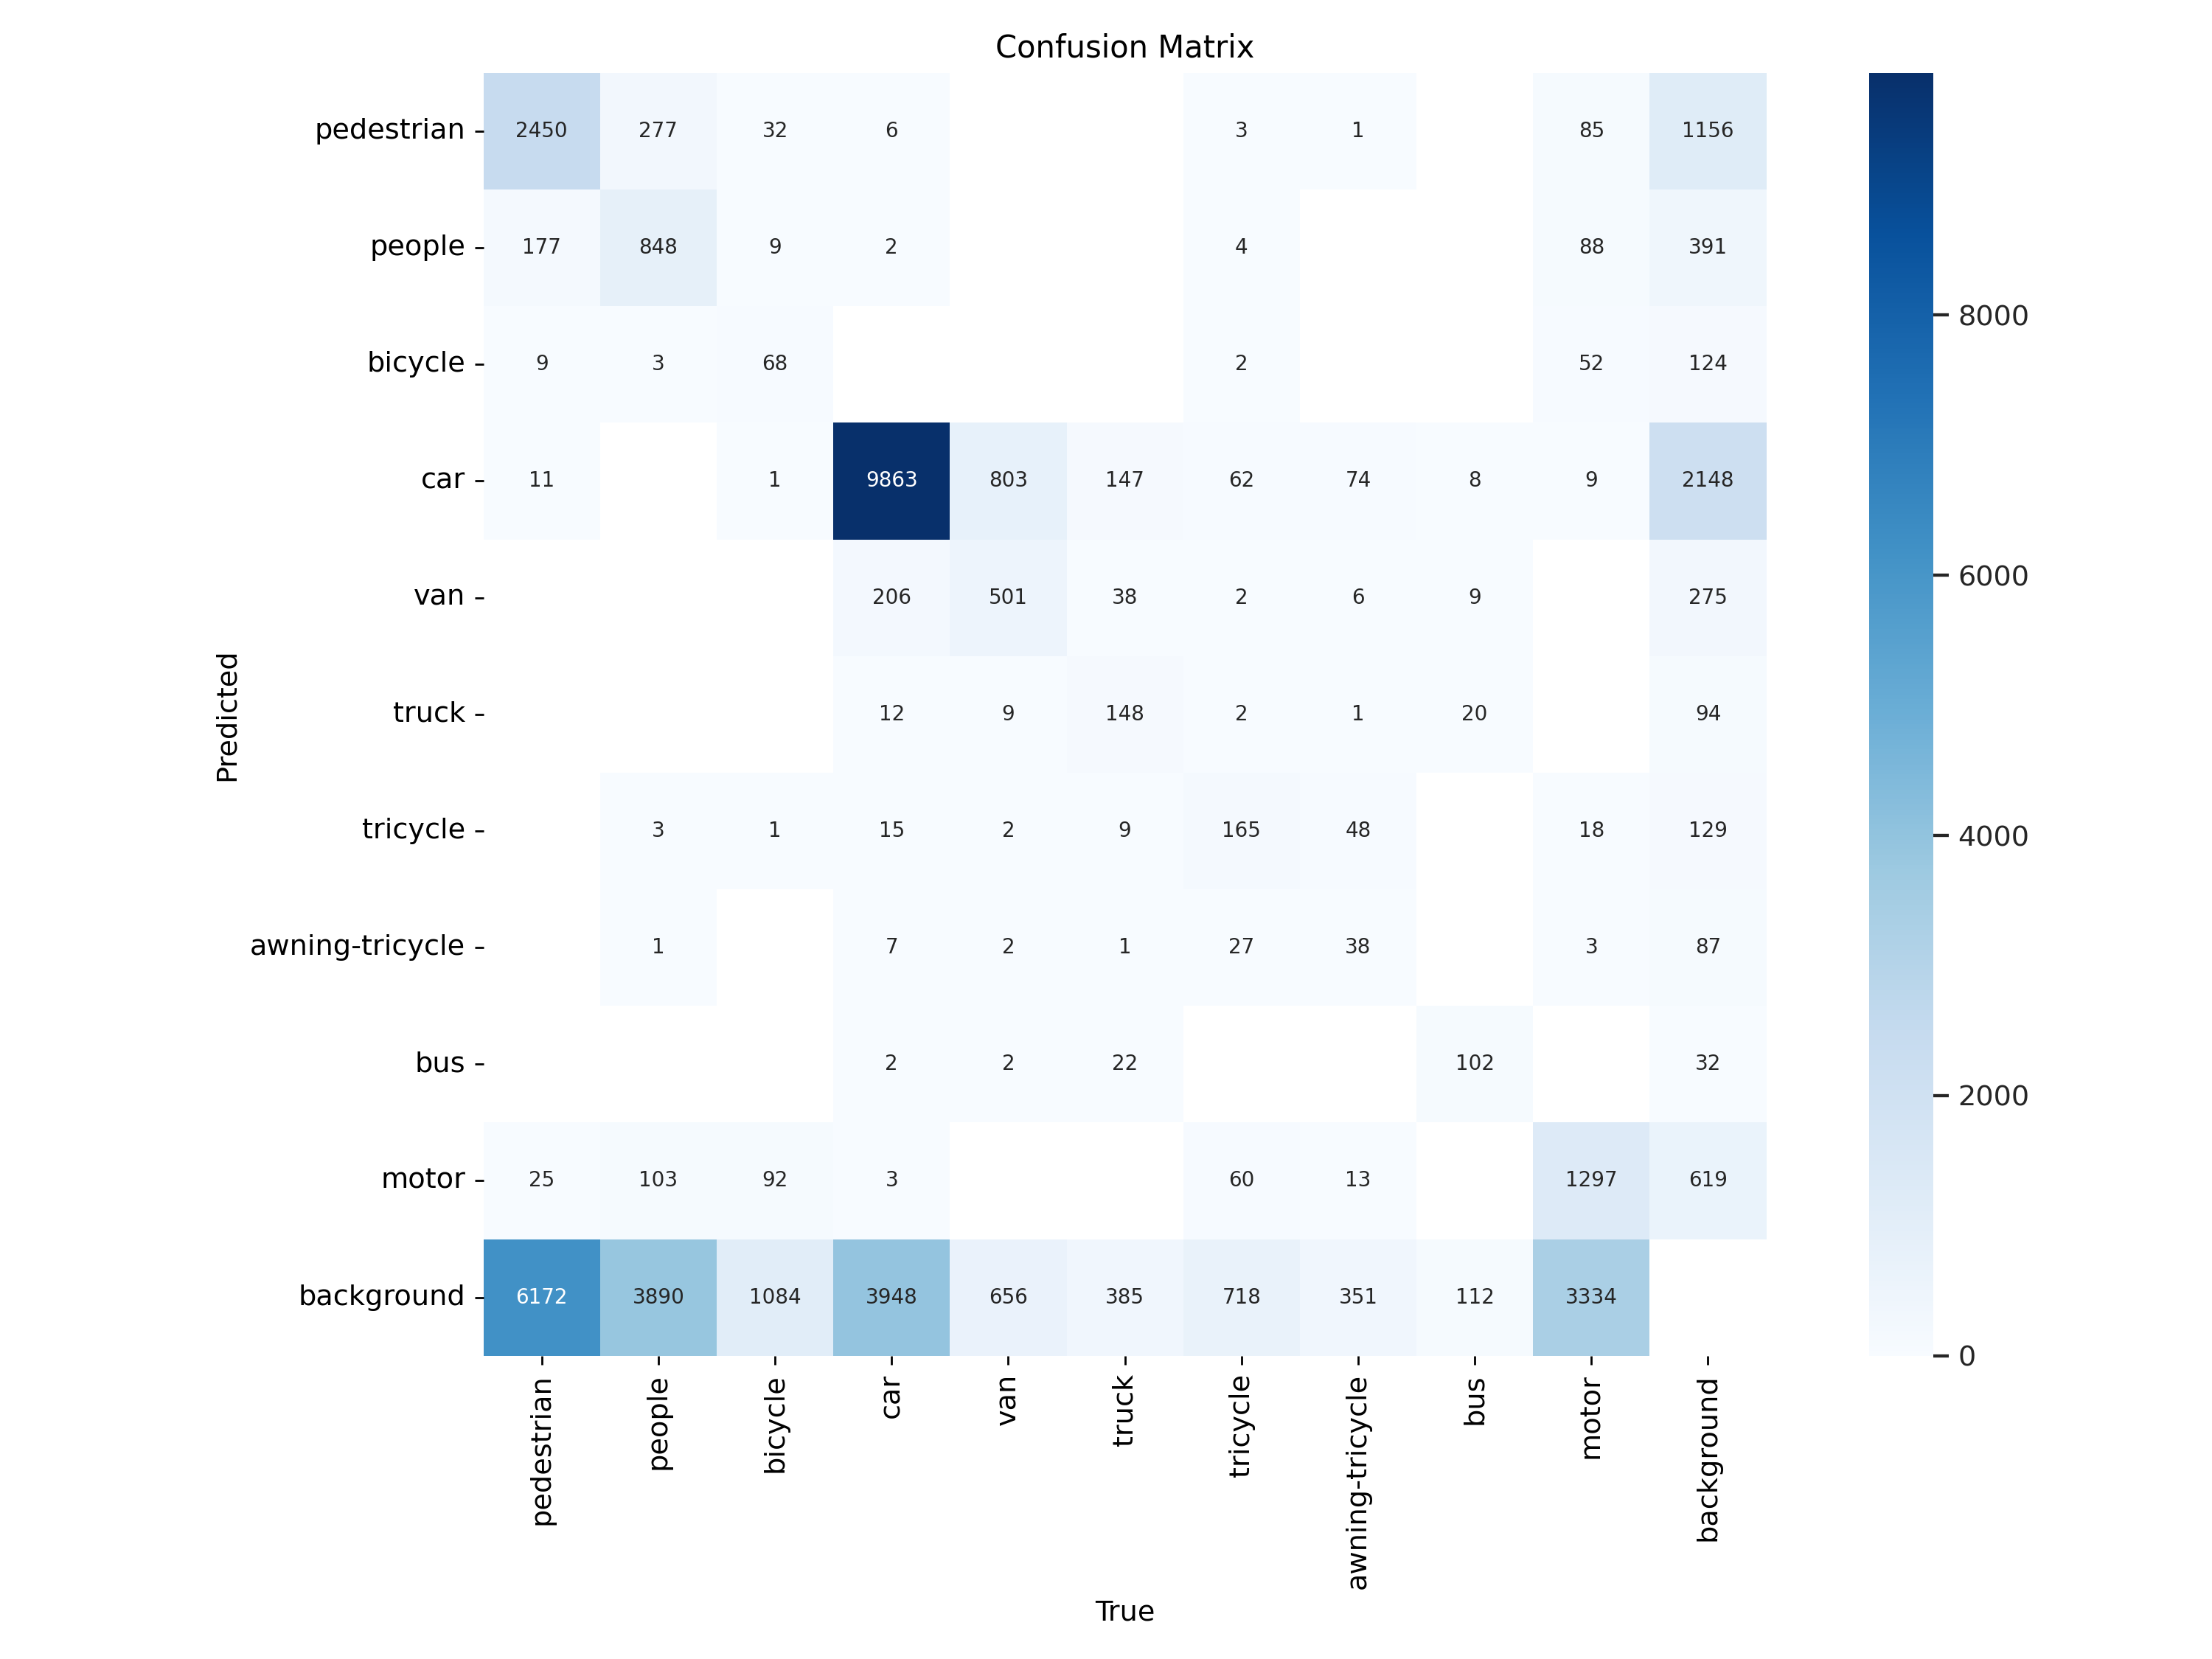 Confusion Matrix
pedestrian 2450 277 32 6 3 1 85 1156
people 177 848 9 2 4 88 391
bicycle 9 3 68 2 52 124
car 11 1 9863 803 147 62 74 8 9 2148
van 206 501 38 2 6 9 275
truck 12 9 148 2 1 20 94
tricycle 3 1 15 2 9 165 48 18 129
awning-tricycle 1 7 2 1 27 38 3 87
bus 2 2 22 102 32
motor 25 103 92 3 60 13 1297 619
background 6172 3890 1084 3948 656 385 718 351 112 3334
Predicted
pedestrian
people
bicycle
car
van
truck
tricycle
awning-tricycle
bus
motor
background
True
8000
6000
4000
2000
0